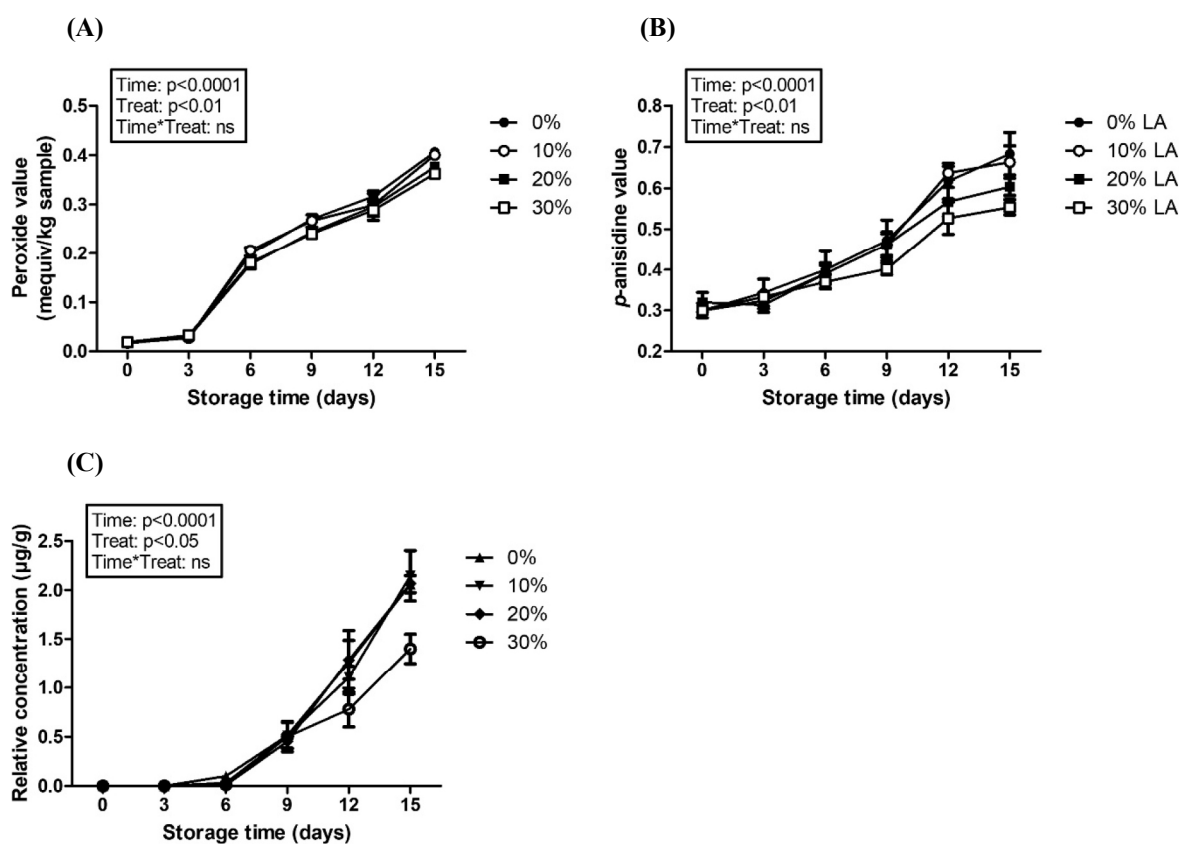 (A)
Time: p<0.0001
Treat: p<0.01
Time*Treat: ns
Peroxide value
(mequiv/kg sample)
0.5
0.4
0.3
0.2
0.1
0.0
0 3 6 9 12 15
Storage time (days)
0%
10%
20%
30%
(B)
Time: p<0.0001
Treat: p<0.01
Time*Treat: ns
p-anisidine value
0.8
0.7
0.6
0.5
0.4
0.3
0.2
0 3 6 9 12 15
Storage time (days)
0% LA
10% LA
20% LA
30% LA
(C)
Time: p<0.0001
Treat: p<0.05
Time*Treat: ns
Relative concentration (µg/g)
2.5
2.0
1.5
1.0
0.5
0.0
0 3 6 9 12 15
Storage time (days)
0%
10%
20%
30%